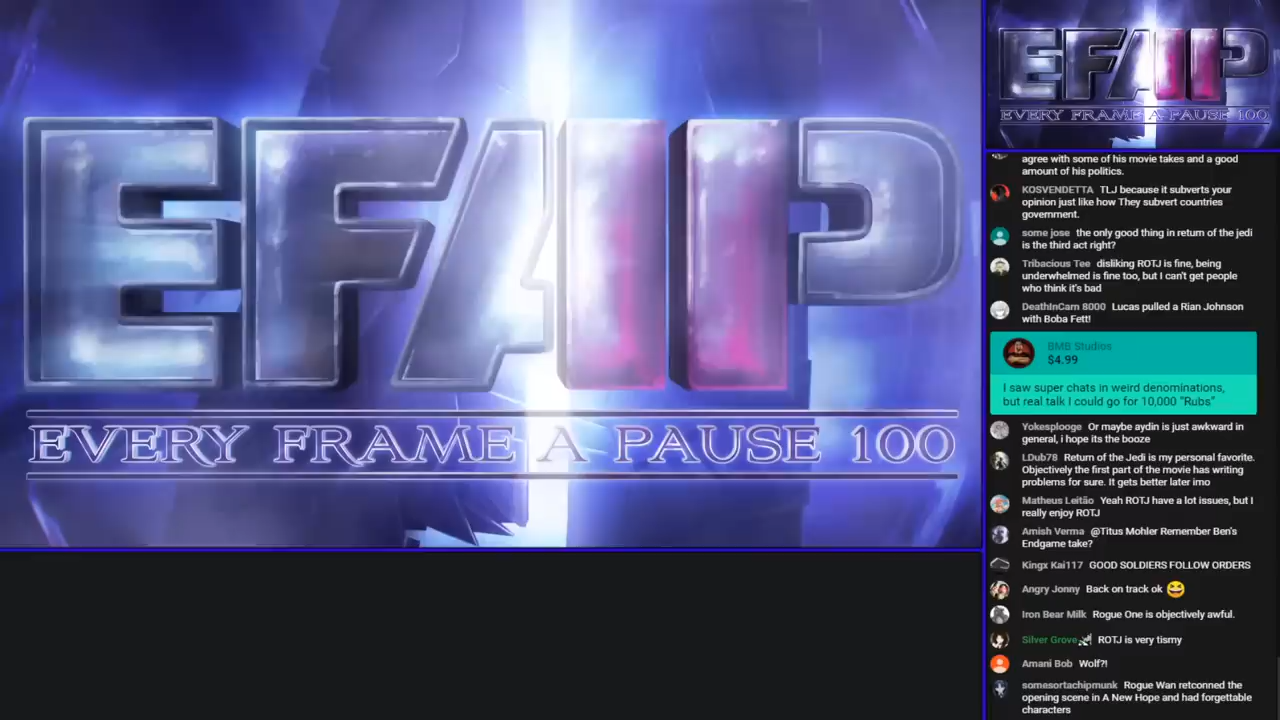 EFAIIP
EVERY FRAME A PAUSE 100
EFAIIP
EVERY FRAME A PAUSE 100
agree with some of his movie takes and a good
amount of his politics.
KOSVENDETTA TLJ because it subverts your
opinion just like how They subvert countries
government.
some jose the only good thing in return of the jedi
is the third act right?
Tribacious Tee disliking ROTJ is fine, being
underwhelmed is fine too, but I can't get people
who think it's bad
DeathInCarn 8000 Lucas pulled a Rian Johnson
with Boba Fett!
BMB Studios
$4.99
I saw super chats in weird denominations,
but real talk I could go for 10,000 "Rubs"
Yokesplooge Or maybe aydin is just awkward in
general, i hope its the booze
LDub78 Return of the Jedi is my personal favorite.
Objectively the first part of the movie has writing
problems for sure. It gets better later imo
Matheus Leitão Yeah ROTJ have a lot issues, but I
really enjoy ROTJ
Amish Verma @Titus Mohler Remember Ben's
Endgame take?
Kingx Kai117 GOOD SOLDIERS FOLLOW ORDERS
Angry Jonny Back on track ok 😆
Iron Bear Milk Rogue One is objectively awful.
Silver Grove ROTJ is very tismy
Amani Bob Wolf?!
somesortachipmunk Rogue Wan retconned the
opening scene in A New Hope and had forgettable
characters